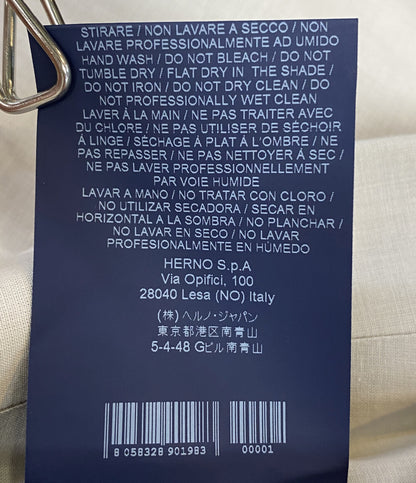 STIRARE / NON LAVARE A SECCO / NON
LAVARE PROFESSIONALMENTE AD UMIDO
HAND WASH / DO NOT BLEACH / DO NOT
TUMBLE DRY / FLAT DRY IN THE SHADE /
DO NOT IRON / DO NOT DRY CLEAN / DO
NOT PROFESSIONALLY WET CLEAN
LAVER À LA MAIN / NE PAS TRAITER AVEC
DU CHLORE / NE PAS UTILISER DE SÉCHOIR
À LINGE / SÉCHAGE À PLAT À L'OMBRE / NE
PAS REPASSER / NE PAS NETTOYER À SEC /
NE PAS LAVER PROFESSIONNELLEMENT
PAR VOIE HUMIDE
LAVAR A MANO / NO TRATAR CON CLORO /
NO UTILIZAR SECADORA / SECAR EN
HORIZONTAL A LA SOMBRA / NO PLANCHAR /
NO LAVAR EN SECO / NO LAVAR
PROFESIONALMENTE EN HÚMEDO
HERNO S.p.A
Via Opifici, 100
28040 Lesa (NO) Italy
(株) ヘルノ・ジャパン
東京都港区南青山
5-4-48 Gビル南青山
8 058328 901983 00001